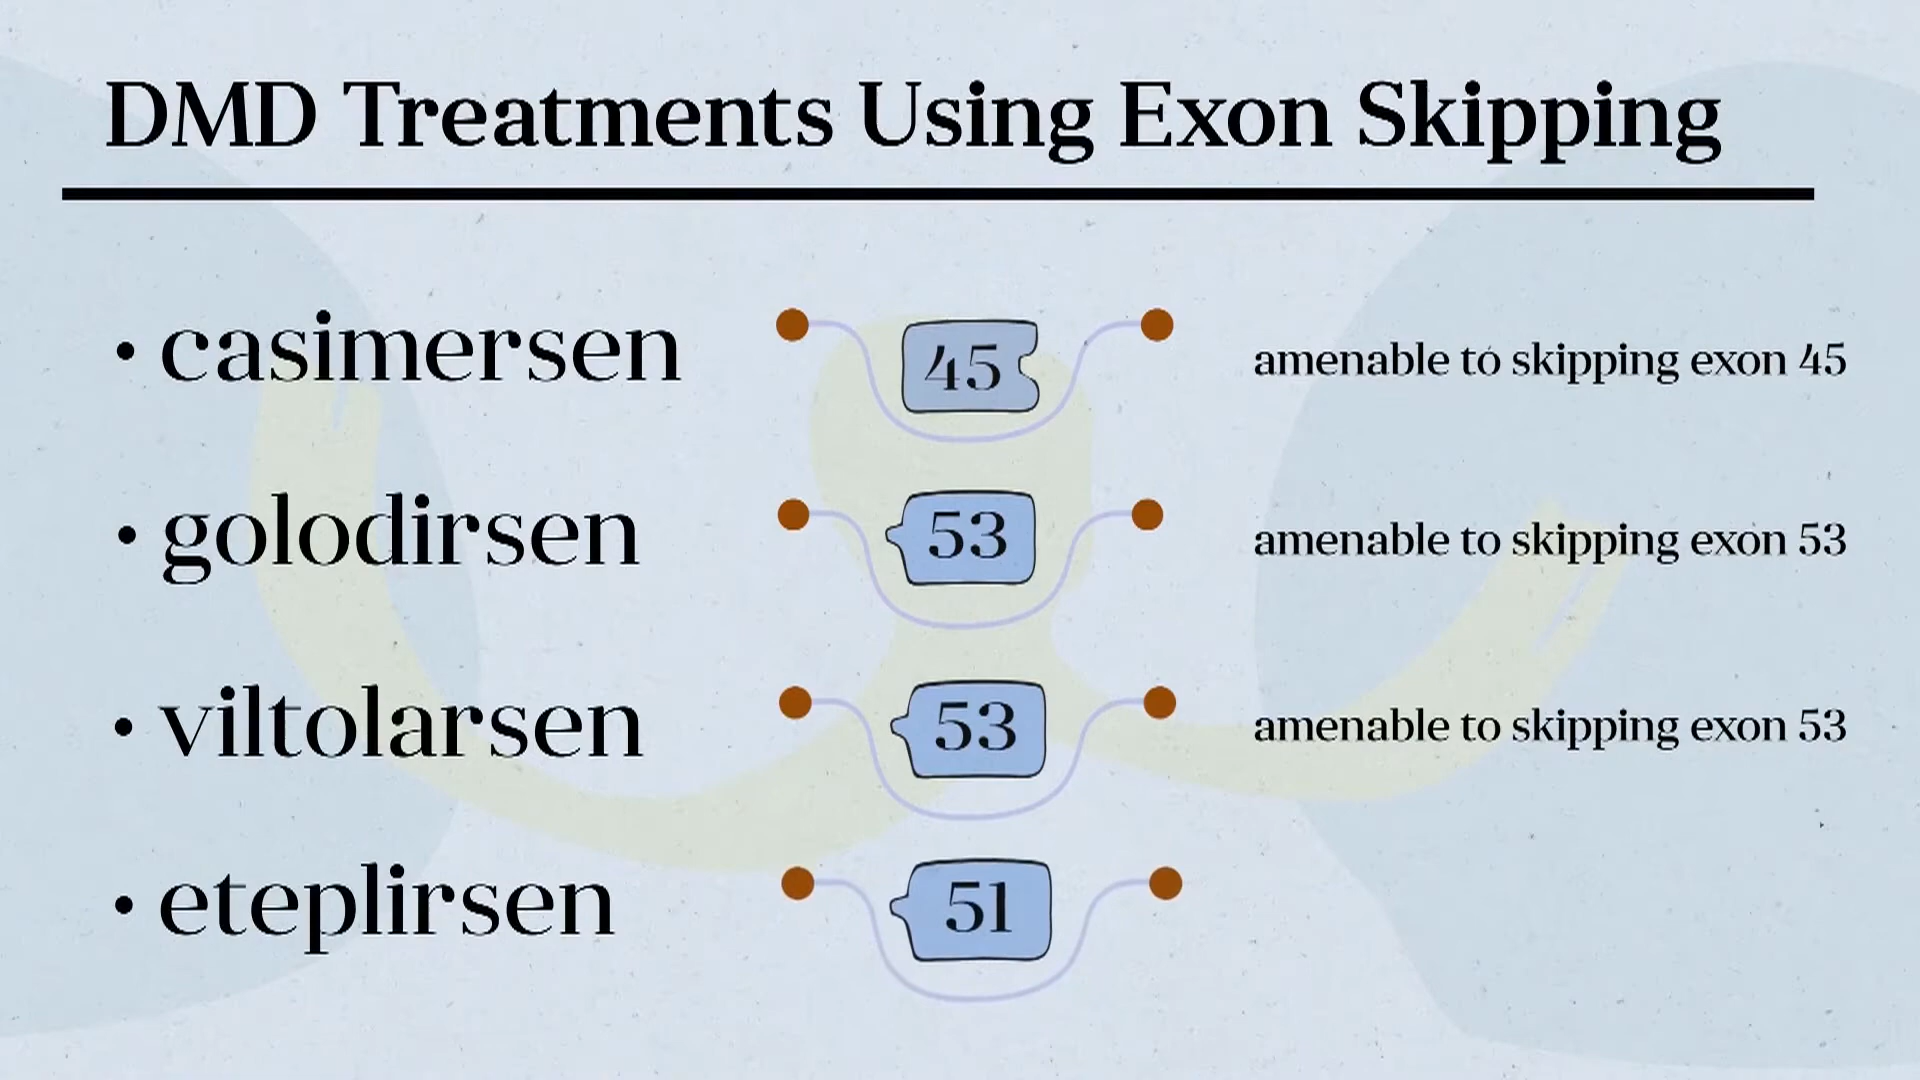 DMD Treatments Using Exon Skipping
• casimersen 45 amenable to skipping exon 45
• golodirsen 53 amenable to skipping exon 53
• viltolarsen 53 amenable to skipping exon 53
• eteplirsen 51